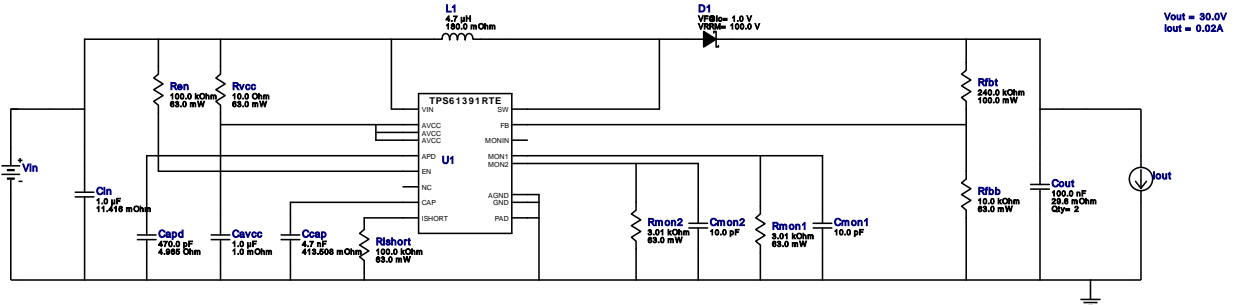 L1
4.7 µH
180.0 mOhm
D1
VF@Io= 1.0 V
VRRM= 100.0 V
Vout = 30.0V
Iout = 0.02A
Ren
100.0 kOhm
63.0 mW
Rvcc
10.0 Ohm
63.0 mW
TPS61391RTE
VIN
AVCC
AVCC
AVCC
APD
EN
NC
CAP
ISHORT
U1
SW
FB
MONIN
MON1
MON2
AGND
GND
PAD
Rfbt
240.0 kOhm
100.0 mW
Vin
Cin
1.0 µF
11.416 mOhm
Capd
470.0 pF
4.965 Ohm
Cavcc
1.0 µF
1.0 mOhm
Ccap
4.7 nF
413.508 mOhm
RIshort
100.0 kOhm
63.0 mW
Rmon2
3.01 kOhm
63.0 mW
Cmon2
10.0 pF
Rmon1
3.01 kOhm
63.0 mW
Cmon1
10.0 pF
Rfbb
10.0 kOhm
63.0 mW
Cout
100.0 nF
29.6 mOhm
Qty= 2
Iout